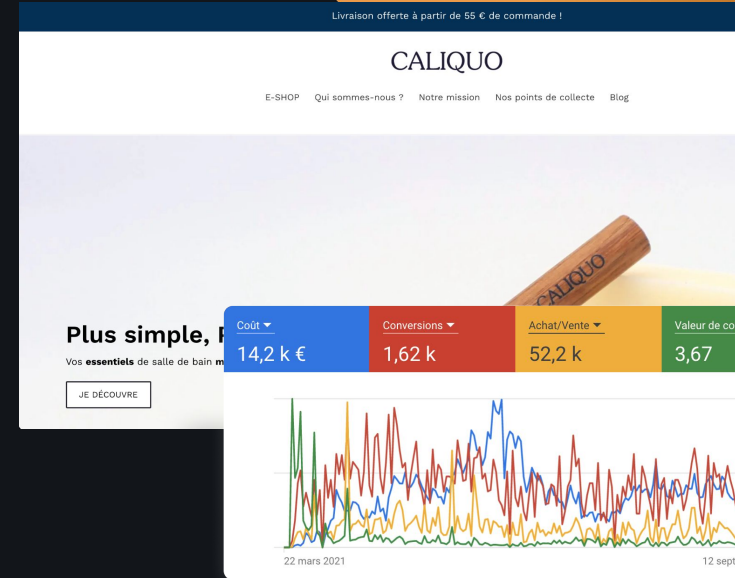 Livraison offerte à partir de 55 € de commande !
CALIQUO
E-SHOP Qui sommes-nous ? Notre mission Nos points de collecte Blog
CALIQUO
Plus simple,
Vos essentiels de salle de bain
JE DÉCOUVRE
Coût Conversions Achat/Vente Valeur de
14,2 k € 1,62 k 52,2 k 3,67
22 mars 2021 12